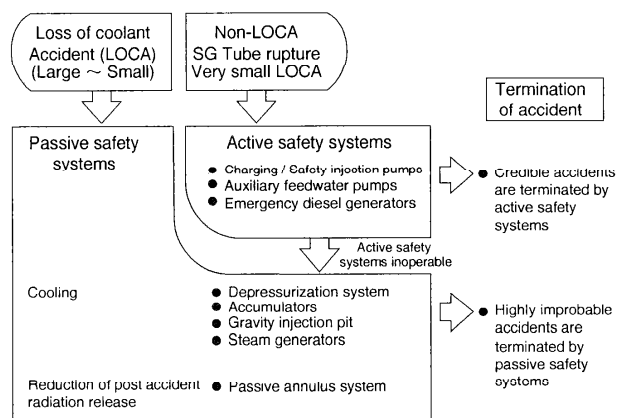 Loss of coolant
Accident (LOCA)
(Large ~ Small)
Non-LOCA
SG Tube rupture
Very small LOCA
Termination
of accident
Passive safety
systems
Active safety systems
● Charging / Safety injection pumps
● Auxiliary feedwater pumps
● Emergency diesel generators
● Credible accidents
are terminated by
active safety
systems
Active safety
systems inoperable
Cooling
● Depressurization system
● Accumulators
● Gravity injection pit
● Steam generators
● Highly improbable
accidents are
terminated by
passive safety
systems
Reduction of post accident
radiation release
● Passive annulus system